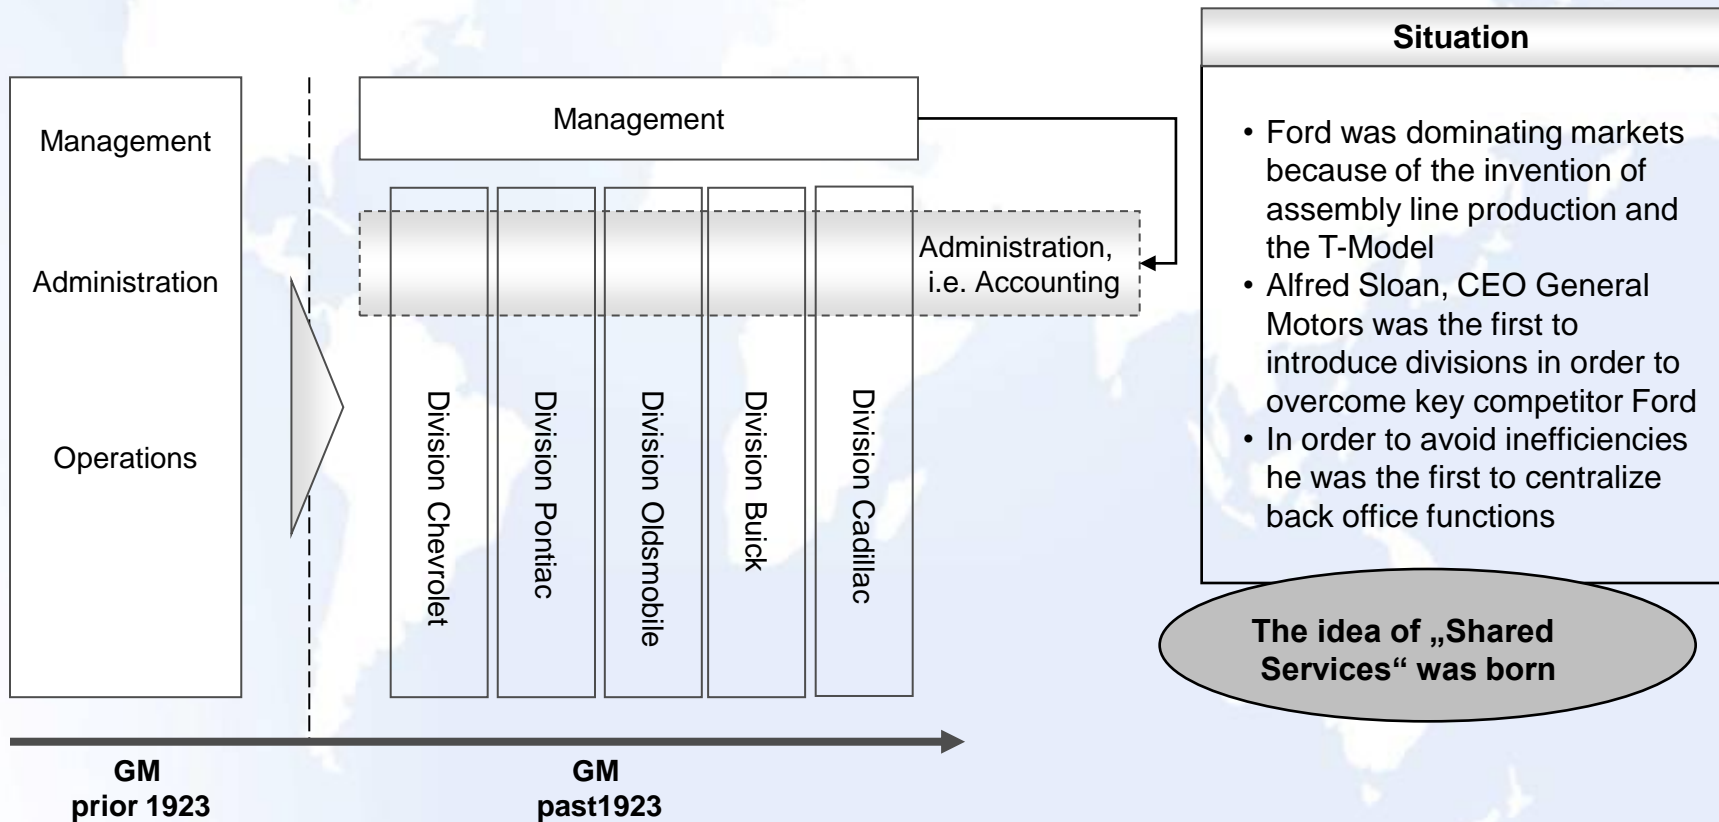 Management
Administration
Operations
Management
Administration,
i.e. Accounting
Division Chevrolet
Division Pontiac
Division Oldsmobile
Division Buick
Division Cadillac
GM
prior 1923
GM
past1923
Situation
• Ford was dominating markets
because of the invention of
assembly line production and
the T-Model
• Alfred Sloan, CEO General
Motors was the first to
introduce divisions in order to
overcome key competitor Ford
• In order to avoid inefficiencies
he was the first to centralize
back office functions
The idea of „Shared
Services“ was born